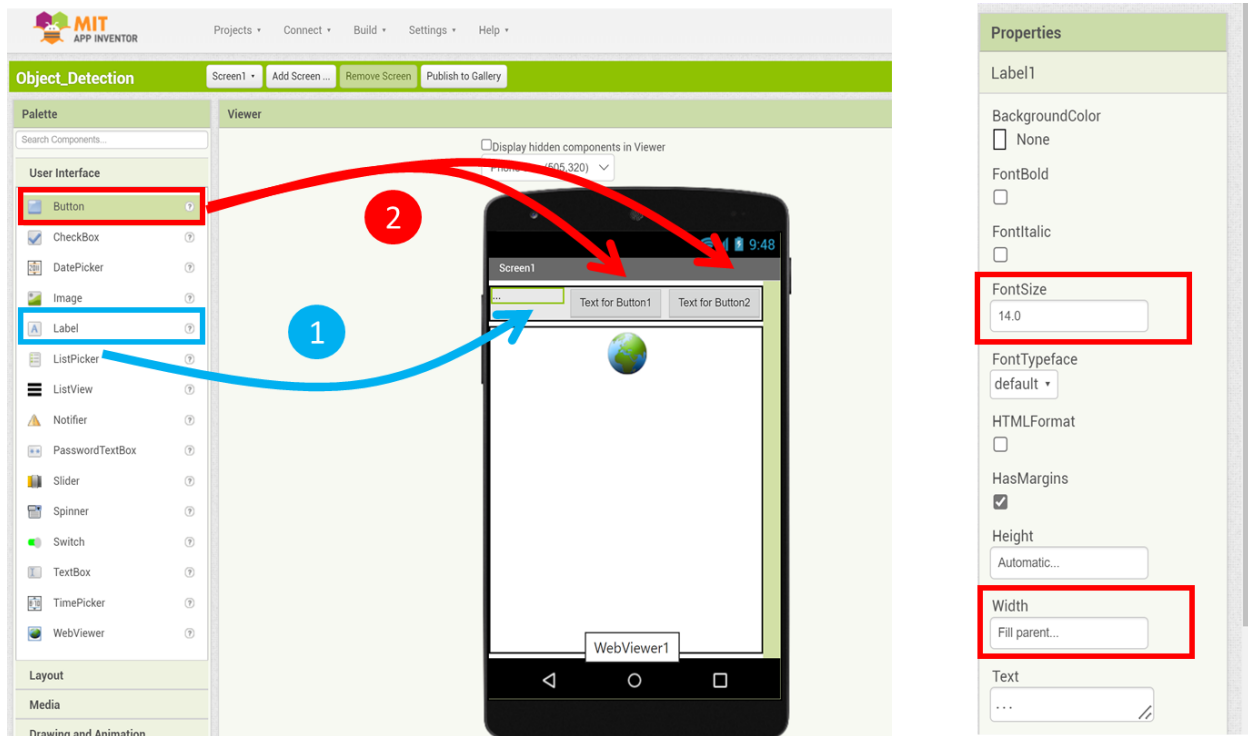 MIT
APP INVENTOR
Projects
Connect
Build
Settings
Help
Object_Detection
Screen1
Add Screen ...
Remove Screen
Publish to Gallery
Palette
Search Components...
User Interface
Button
CheckBox
DatePicker
Image
Label
ListPicker
ListView
Notifier
PasswordTextBox
Slider
Spinner
Switch
TextBox
TimePicker
WebViewer
Layout
Media
Drawing and Animation
Viewer
Display hidden components in Viewer
(505,320)
2
1
9:48
Screen1
...
Text for Button1
Text for Button2
WebViewer1
Properties
Label1
BackgroundColor
None
FontBold
FontItalic
FontSize
14.0
FontTypeface
default
HTMLFormat
HasMargins
Height
Automatic...
Width
Fill parent...
Text
...